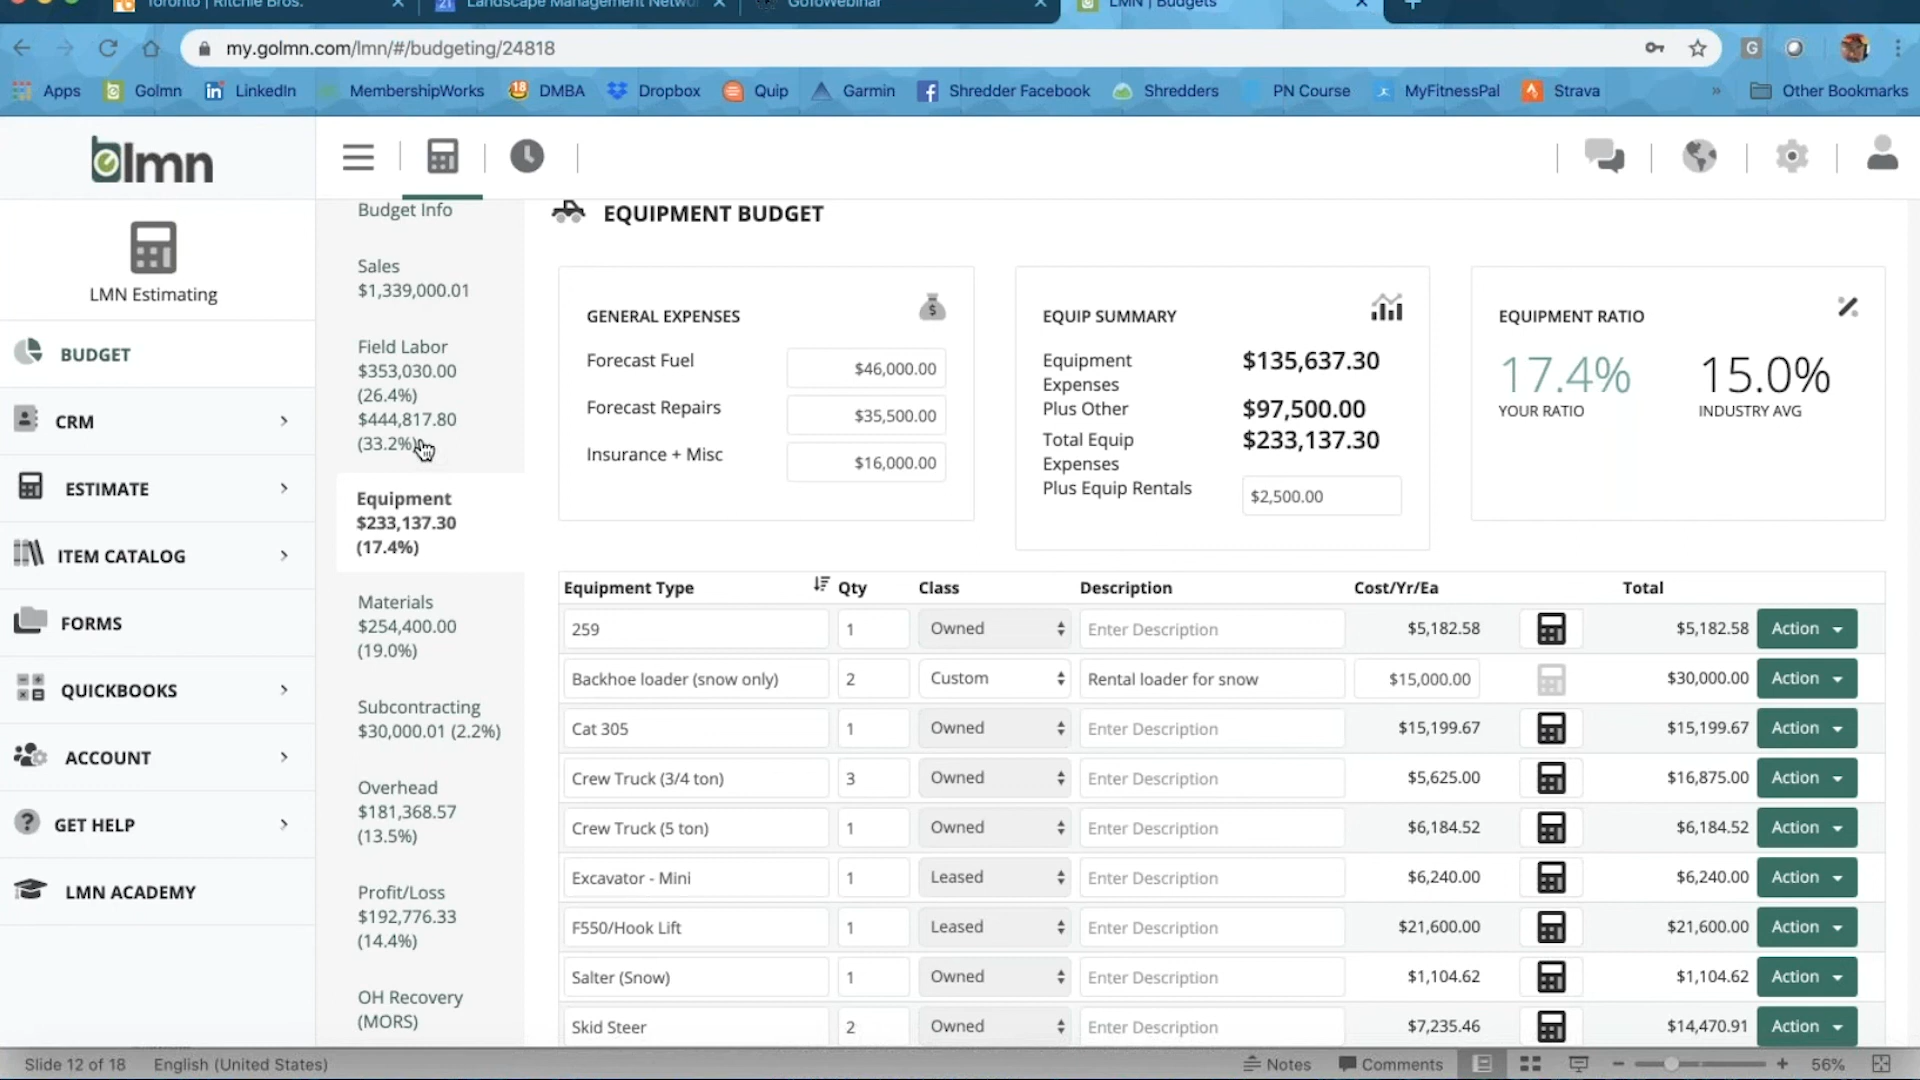 Toronto | Ritchie Bros.
Landscape Management Netwo
GoToWebinar
LMN | Budgets
my.golmn.com/lmn/#/budgeting/24818
G
Apps
Golmn
LinkedIn
MembershipWorks
DMBA
Dropbox
Quip
Garmin
Shredder Facebook
Shredders
PN Course
MyFitnessPal
Strava
»
Other Bookmarks
lmn
LMN Estimating
BUDGET
CRM
ESTIMATE
ITEM CATALOG
FORMS
QUICKBOOKS
ACCOUNT
GET HELP
LMN ACADEMY
Budget Info
Sales
$1,339,000.01
Field Labor
$353,030.00
(26.4%)
$444,817.80
(33.2%)
Equipment
$233,137.30
(17.4%)
Materials
$254,400.00
(19.0%)
Subcontracting
$30,000.01 (2.2%)
Overhead
$181,368.57
(13.5%)
Profit/Loss
$192,776.33
(14.4%)
OH Recovery
(MORS)
EQUIPMENT BUDGET
GENERAL EXPENSES
Forecast Fuel $46,000.00
Forecast Repairs $35,500.00
Insurance + Misc $16,000.00
EQUIP SUMMARY
Equipment Expenses $135,637.30
Plus Other $97,500.00
Total Equip Expenses $233,137.30
Plus Equip Rentals $2,500.00
EQUIPMENT RATIO
17.4% 15.0%
YOUR RATIO INDUSTRY AVG
Equipment Type Qty Class Description Cost/Yr/Ea Total
259 1 Owned Enter Description $5,182.58 $5,182.58 Action
Backhoe loader (snow only) 2 Custom Rental loader for snow $15,000.00 $30,000.00 Action
Cat 305 1 Owned Enter Description $15,199.67 $15,199.67 Action
Crew Truck (3/4 ton) 3 Owned Enter Description $5,625.00 $16,875.00 Action
Crew Truck (5 ton) 1 Owned Enter Description $6,184.52 $6,184.52 Action
Excavator - Mini 1 Leased Enter Description $6,240.00 $6,240.00 Action
F550/Hook Lift 1 Leased Enter Description $21,600.00 $21,600.00 Action
Salter (Snow) 1 Owned Enter Description $1,104.62 $1,104.62 Action
Skid Steer 2 Owned Enter Description $7,235.46 $14,470.91 Action
Slide 12 of 18 English (United States) Notes Comments 56%